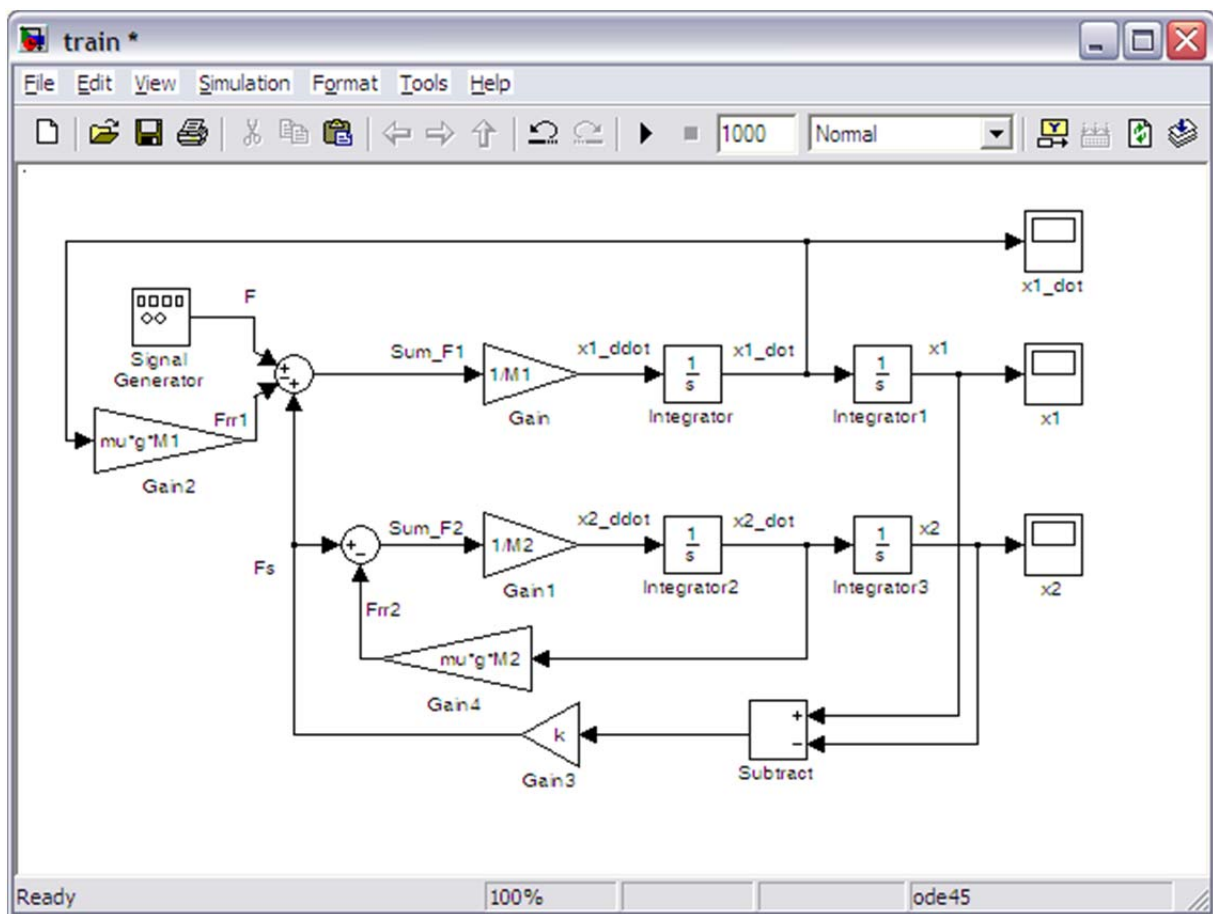 train *
File Edit View Simulation Format Tools Help
1000 Normal
x1_dot
F
Signal
Generator
Sum_F1 x1_ddot x1_dot x1
+ - +
1/M1
1
s
1
s
Gain Integrator Integrator1 x1
Frr1
mu*g*M1
Gain2
Sum_F2 x2_ddot x2_dot x2
+ -
1/M2
1
s
1
s
Fs
Gain1 Integrator2 Integrator3 x2
Frr2
mu*g*M2
Gain4
+
k
-
Gain3 Subtract
Ready 100% ode45